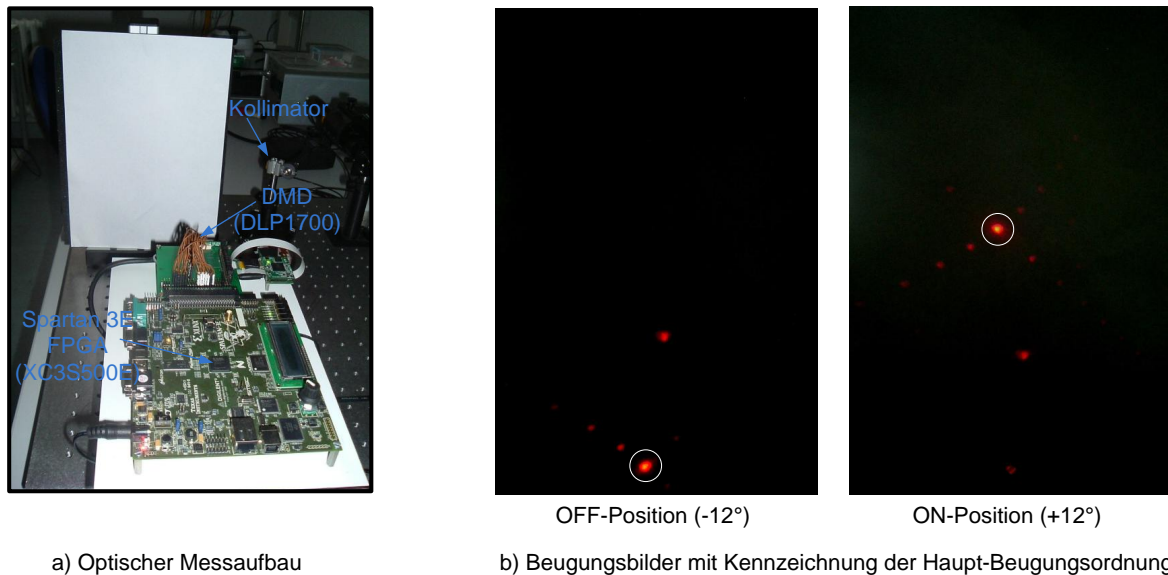 Kollimator
DMD
(DLP1700)
Spartan 3E
FPGA
(XC3S500E)
OFF-Position (-12°)
ON-Position (+12°)
a) Optischer Messaufbau
b) Beugungsbilder mit Kennzeichnung der Haupt-Beugungsordnung